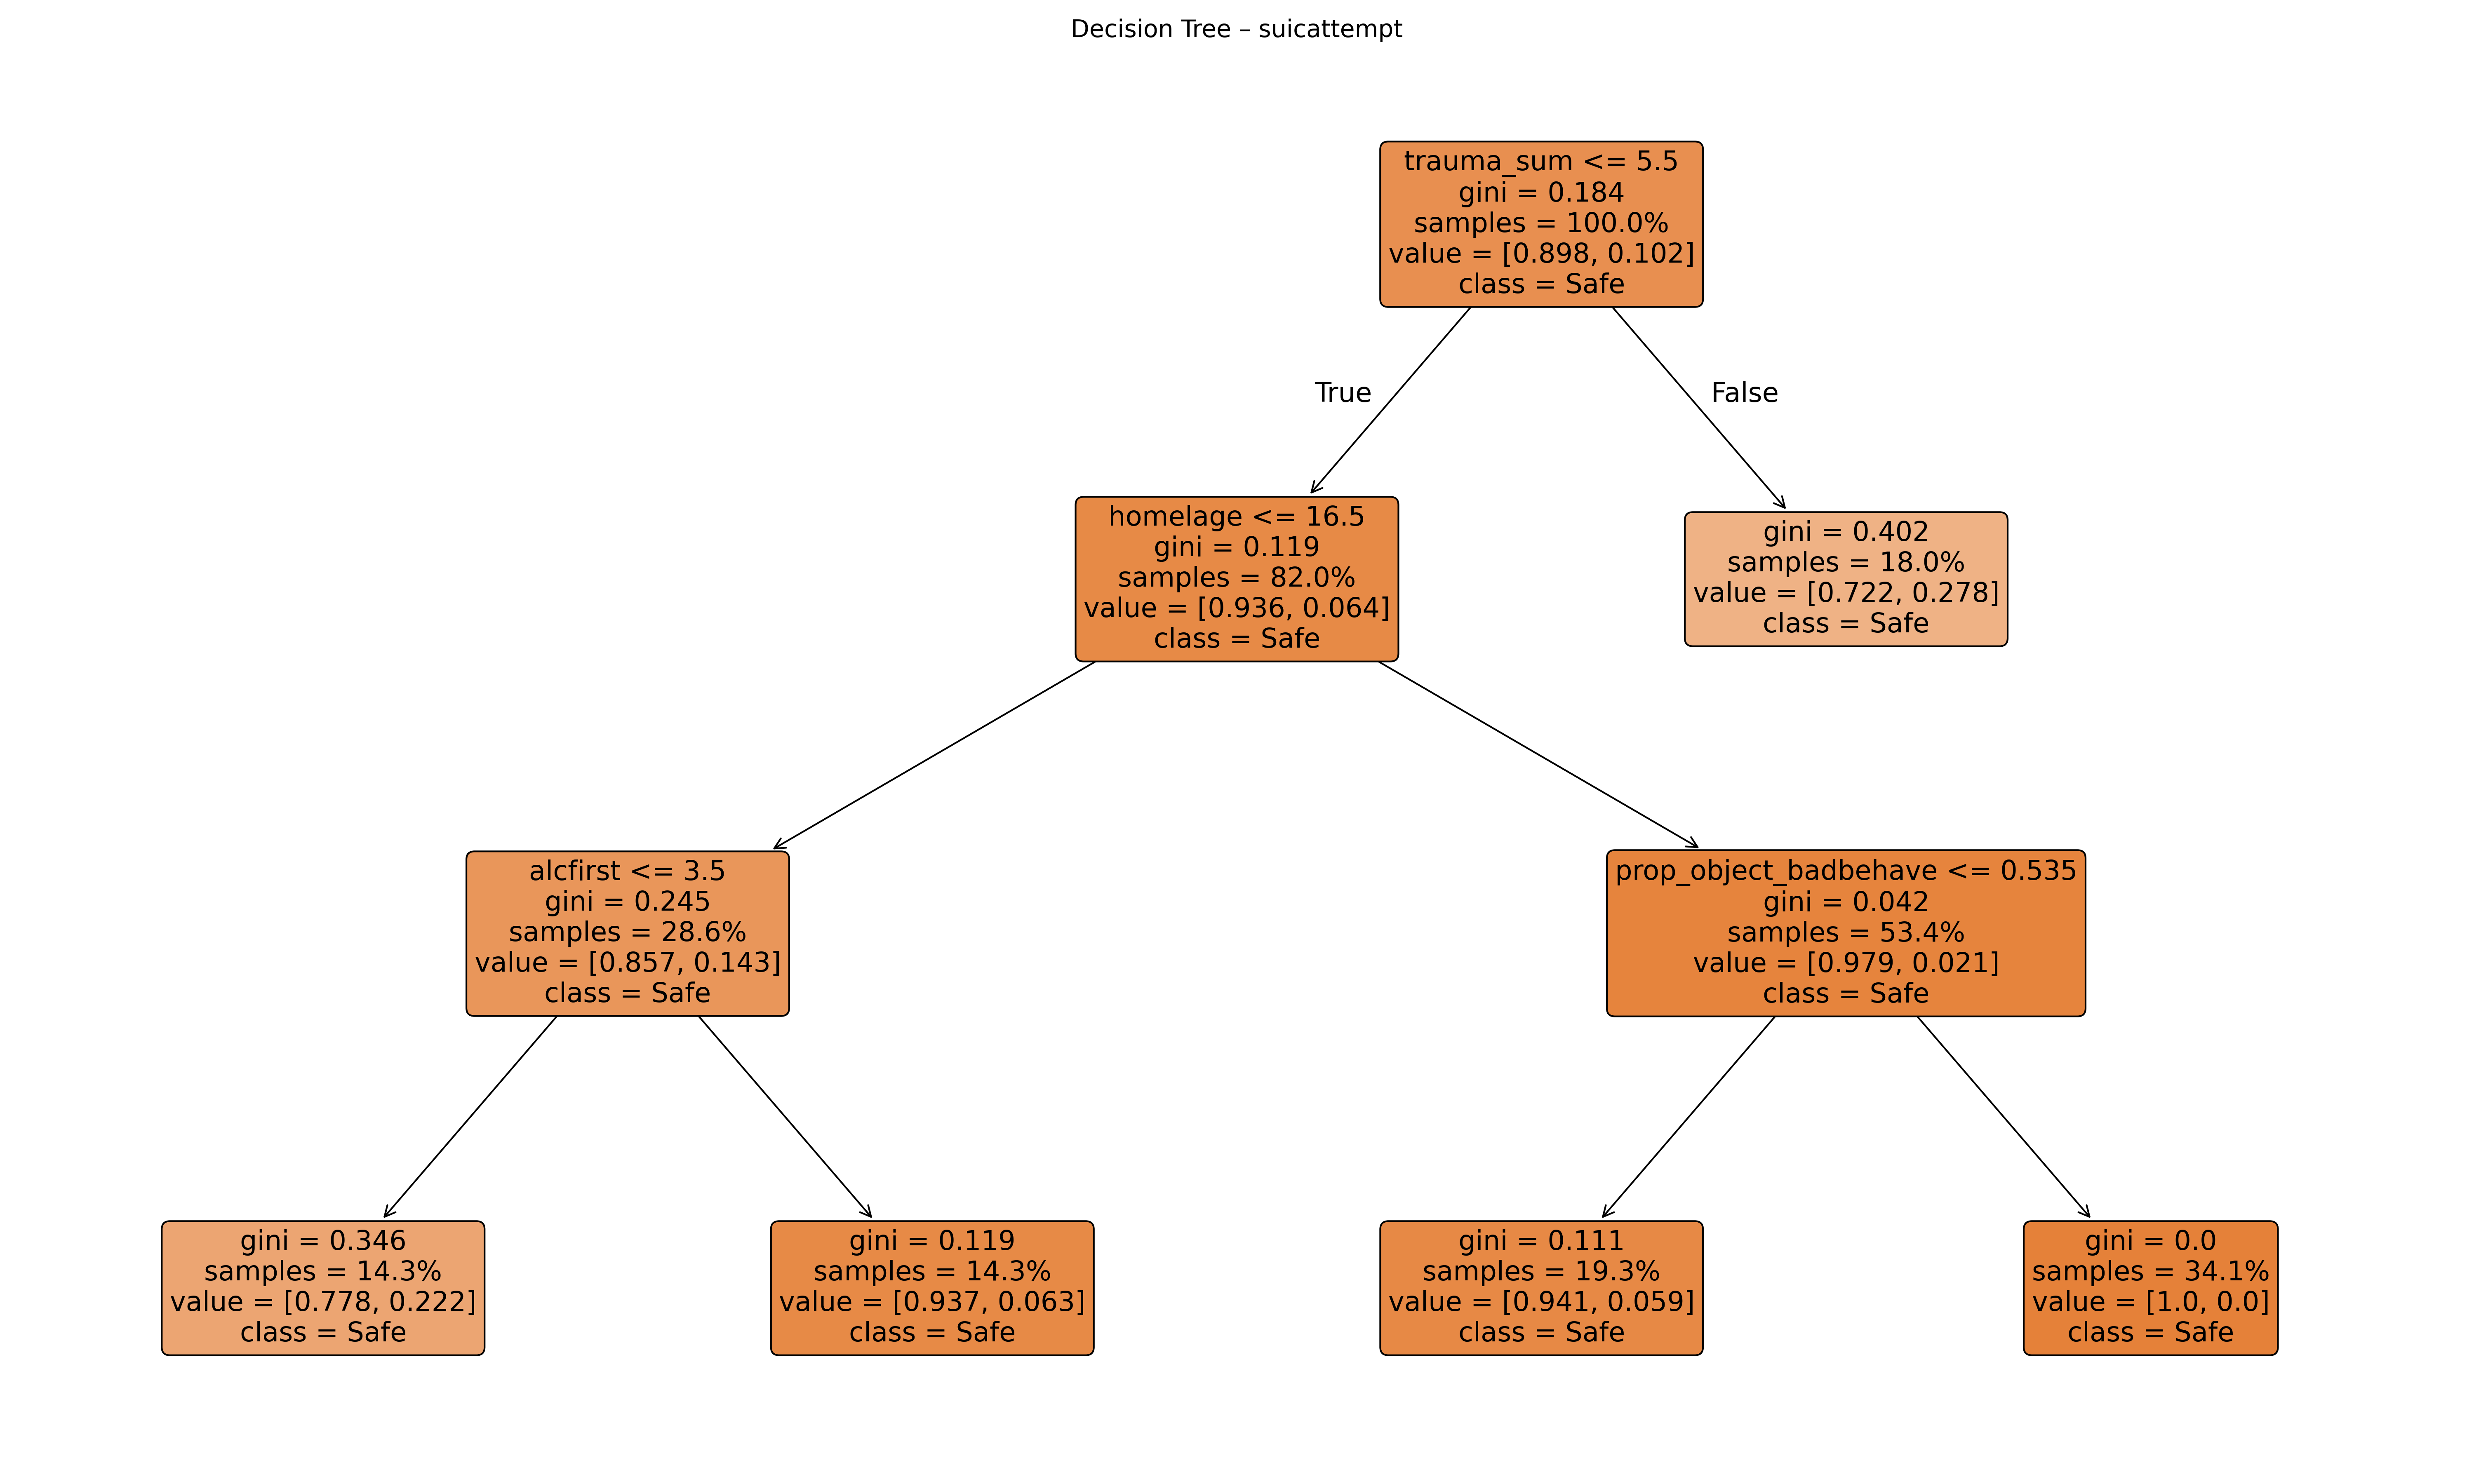 Decision Tree – suicattempt
trauma_sum <= 5.5
gini = 0.184
samples = 100.0%
value = [0.898, 0.102]
class = Safe
True
False
homelage <= 16.5
gini = 0.119
samples = 82.0%
value = [0.936, 0.064]
class = Safe
gini = 0.402
samples = 18.0%
value = [0.722, 0.278]
class = Safe
alcfirst <= 3.5
gini = 0.245
samples = 28.6%
value = [0.857, 0.143]
class = Safe
prop_object_badbehave <= 0.535
gini = 0.042
samples = 53.4%
value = [0.979, 0.021]
class = Safe
gini = 0.346
samples = 14.3%
value = [0.778, 0.222]
class = Safe
gini = 0.119
samples = 14.3%
value = [0.937, 0.063]
class = Safe
gini = 0.111
samples = 19.3%
value = [0.941, 0.059]
class = Safe
gini = 0.0
samples = 34.1%
value = [1.0, 0.0]
class = Safe